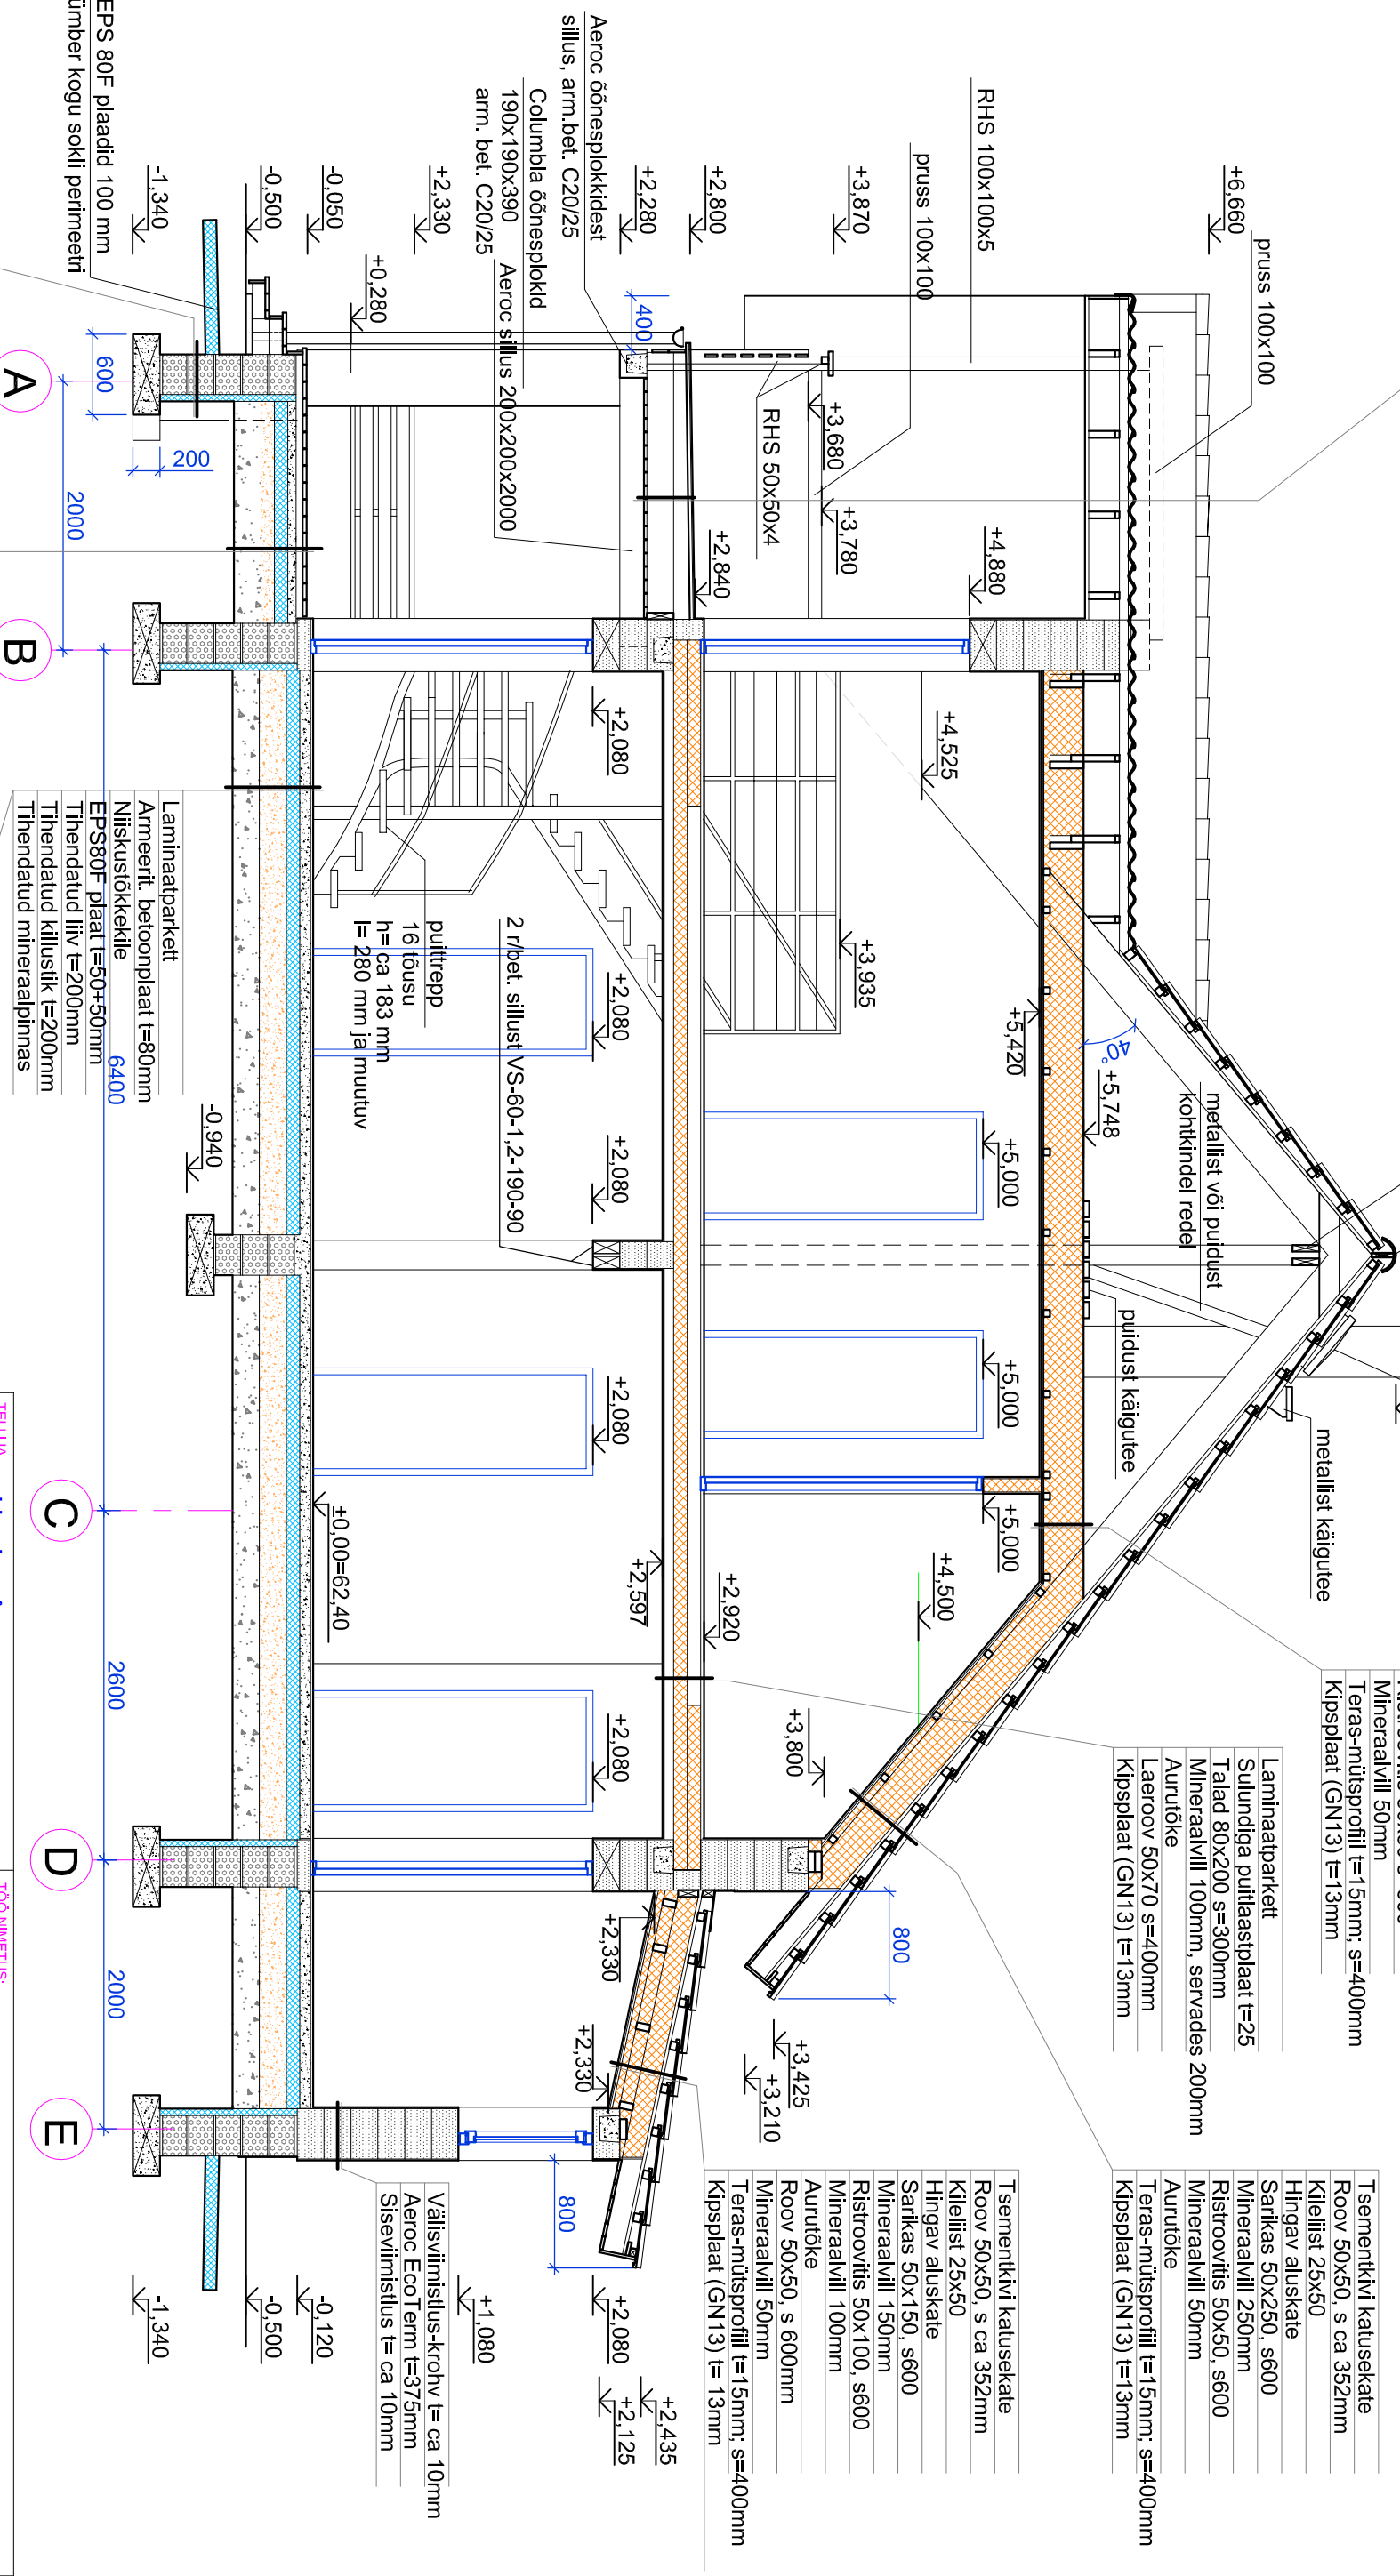 +6,660
pruss 100x100
RHS 100x100x5
pruss 100x100
+3,870
+2,800
+2,280
+2,330
-0,050
-0,500
-1,340
Aeroc õõnesplokkidest
sillus, arm.bet. C20/25
Columbia õõnesplokid
190x190x390
arm. bet. C20/25
Aeroc sillus 200x200x2000
EPS 80F plaadid 100 mm
ümber kogu sokli perimeetri
+0,280
400
RHS 50x50x4
+3,680
+3,780
+4,880
+2,840
600
200
2000
A
B
+2,080
+4,525
+3,935
+5,420
40°
+5,748
metallist või puidust
kohtkindel redel
puidust käigutee
metallist käigutee
puittrepp
16 tõusu
h= ca 183 mm
l= 280 mm ja muutuv
2 r/bet. sillust VS-60-1,2-190-90
+2,080
+2,080
+5,000
+5,000
+5,000
+4,500
+2,080
Laminaatparkett
Armeerit. betoonplaat t=80mm
Niiskustõkkekile
EPS80F plaat t=50+50mm
Tihendatud liiv t=200mm
Tihendatud killustik t=200mm
Tihendatud mineraalpinnas
6400
-0,940
C
±0,00=62,40
+2,597
+2,920
+3,800
2600
+2,080
D
2000
E
800
+2,330
+2,330
+3,425
+3,210
800
Mineraalvill 50mm
Teras-mütsprofiil t=15mm; s=400mm
Kipsplaat (GN13) t=13mm
Laminaatparkett
Sulundiga puitlaastplaat t=25
Talad 80x200 s=300mm
Mineraalvill 100mm, servades 200mm
Aurutõke
Laeroov 50x70 s=400mm
Kipsplaat (GN13) t=13mm
Tsementkivi katusekate
Roov 50x50, s ca 352mm
Kileliist 25x50
Hingav aluskate
Sarikas 50x250, s600
Mineraalvill 250mm
Ristroovitis 50x50, s600
Mineraalvill 50mm
Aurutõke
Teras-mütsprofiil t=15mm; s=400mm
Kipsplaat (GN13) t=13mm
Tsementkivi katusekate
Roov 50x50, s ca 352mm
Kileliist 25x50
Hingav aluskate
Sarikas 50x150, s600
Mineraalvill 150mm
Ristroovitis 50x100, s600
Mineraalvill 100mm
Aurutõke
Roov 50x50, s 600mm
Mineraalvill 50mm
Teras-mütsprofiil t=15mm; s=400mm
Kipsplaat (GN13) t= 13mm
Välisviimistlus-krohv t= ca 10mm
Aeroc EcoTerm t=375mm
Siseviimistlus t= ca 10mm
+2,435
+2,125
+2,080
+1,080
-0,120
-0,500
-1,340
TÖÖ NIMETUS: